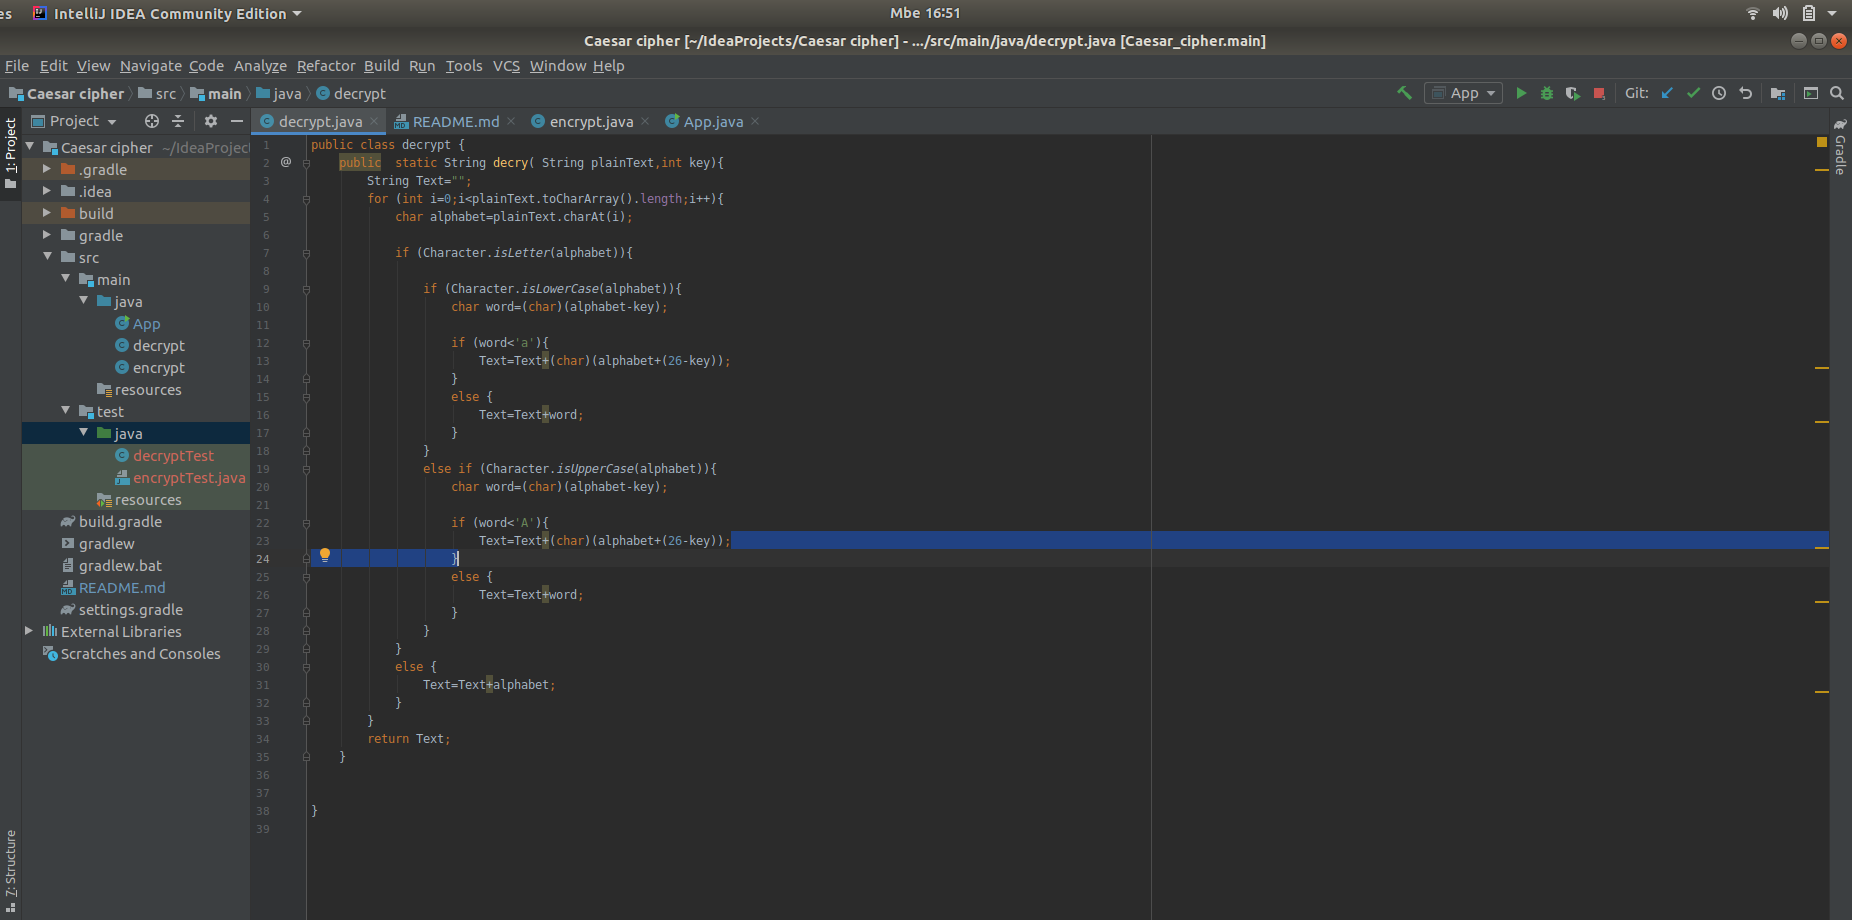 es IntelliJ IDEA Community Edition Mbe 16:51
Caesar cipher [~/IdeaProjects/Caesar cipher] - .../src/main/java/decrypt.java [Caesar_cipher.main]
File Edit View Navigate Code Analyze Refactor Build Run Tools VCS Window Help
Caesar cipher src main java decrypt App Git:
Project decrypt.java README.md encrypt.java App.java
1: Project
Caesar cipher ~/IdeaProject
.gradle
.idea
build
gradle
src
main
java
App
decrypt
encrypt
resources
test
java
decryptTest
encryptTest.java
resources
build.gradle
gradlew
gradlew.bat
README.md
settings.gradle
External Libraries
Scratches and Consoles
7: Structure
1 public class decrypt {
2 @ public  static String decry( String plainText,int key){
3 String Text="";
4 for (int i=0;i<plainText.toCharArray().length;i++){
5 char alphabet=plainText.charAt(i);
6
7 if (Character.isLetter(alphabet)){
8
9 if (Character.isLowerCase(alphabet)){
10 char word=(char)(alphabet-key);
11
12 if (word<'a'){
13 Text=Text+(char)(alphabet+(26-key));
14 }
15 else {
16 Text=Text+word;
17 }
18 }
19 else if (Character.isUpperCase(alphabet)){
20 char word=(char)(alphabet-key);
21
22 if (word<'A'){
23 Text=Text+(char)(alphabet+(26-key));
24 }
25 else {
26 Text=Text+word;
27 }
28 }
29 }
30 else {
31 Text=Text+alphabet;
32 }
33 }
34 return Text;
35 }
36
37
38 }
39
Gradle